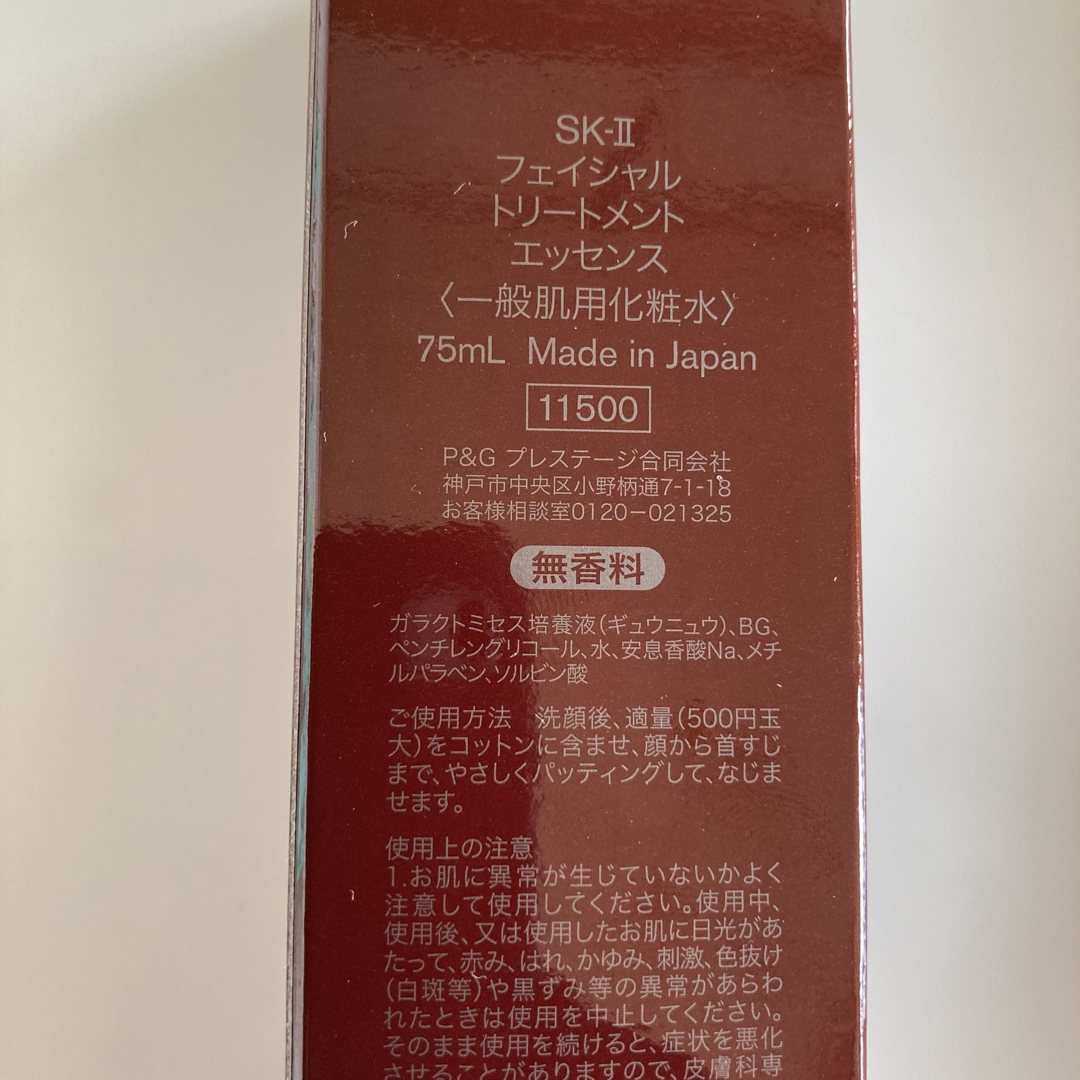 SK-Ⅱ
フェイシャル
トリートメント
エッセンス
〈一般肌用化粧水〉
75mL Made in Japan
11500
P&G プレステージ合同会社
神戸市中央区小野柄通7-1-18
お客様相談室0120－021325
無香料
ガラクトミセス培養液(ギュウニュウ)、BG、
ペンチレングリコール、水、安息香酸Na、メチ
ルパラベン、ソルビン酸
ご使用方法　洗顔後、適量(500円玉
大)をコットンに含ませ、顔から首すじ
まで、やさしくパッティングして、なじま
せます。
使用上の注意
1.お肌に異常が生じていないかよく
注意して使用してください。使用中、
使用後、又は使用したお肌に日光があ
たって、赤み、はれ、かゆみ、刺激、色抜け
(白斑等)や黒ずみ等の異常があらわ
れたときは使用を中止してください。
そのまま使用を続けると、症状を悪化
させることがありますので、皮膚科専